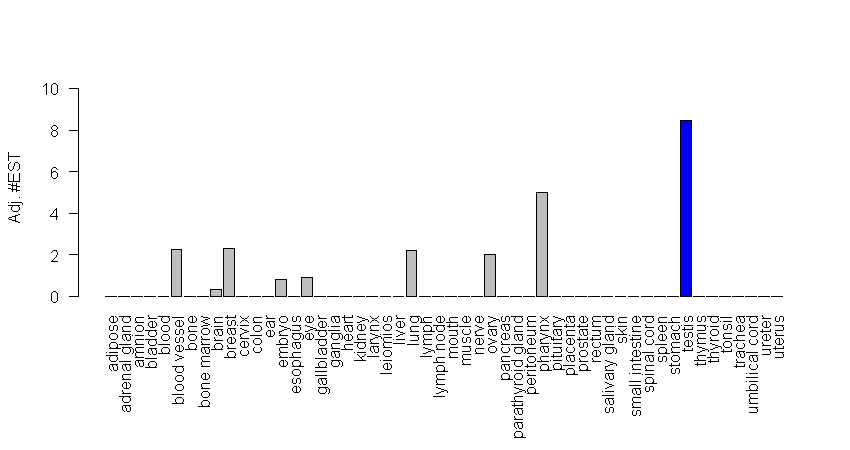 Adj. #EST
10
8
6
4
2
0
adipose
adrenal gland
amnion
bladder
blood
blood vessel
bone
bone marrow
brain
breast
cervix
colon
ear
embryo
esophagus
eye
gallbladder
ganglia
heart
kidney
larynx
leiomios
liver
lung
lymph
lymph node
mouth
muscle
nerve
ovary
pancreas
parathyroid gland
peritoneum
pharynx
pituitary
placenta
prostate
rectum
salivary gland
skin
small intestine
spinal cord
spleen
stomach
testis
thymus
thyroid
tonsil
trachea
umbilical cord
ureter
uterus